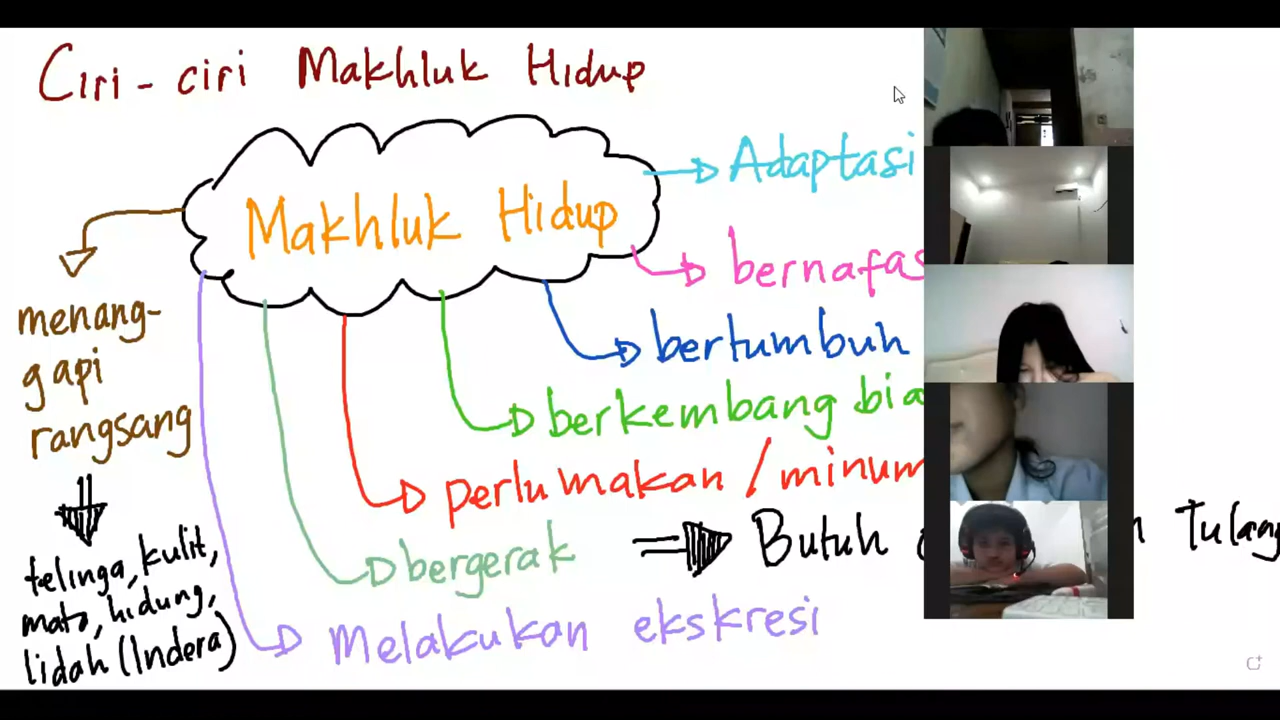 Ciri - ciri Makhluk Hidup
Makhluk Hidup
Adaptasi
bernafas
bertumbuh
berkembang bia
perlu makan / minum
bergerak
Butuh
Tulang
Melakukan ekskresi
menang-
gapi
rangsang
telinga, kulit,
mata, hidung,
lidah (Indera)